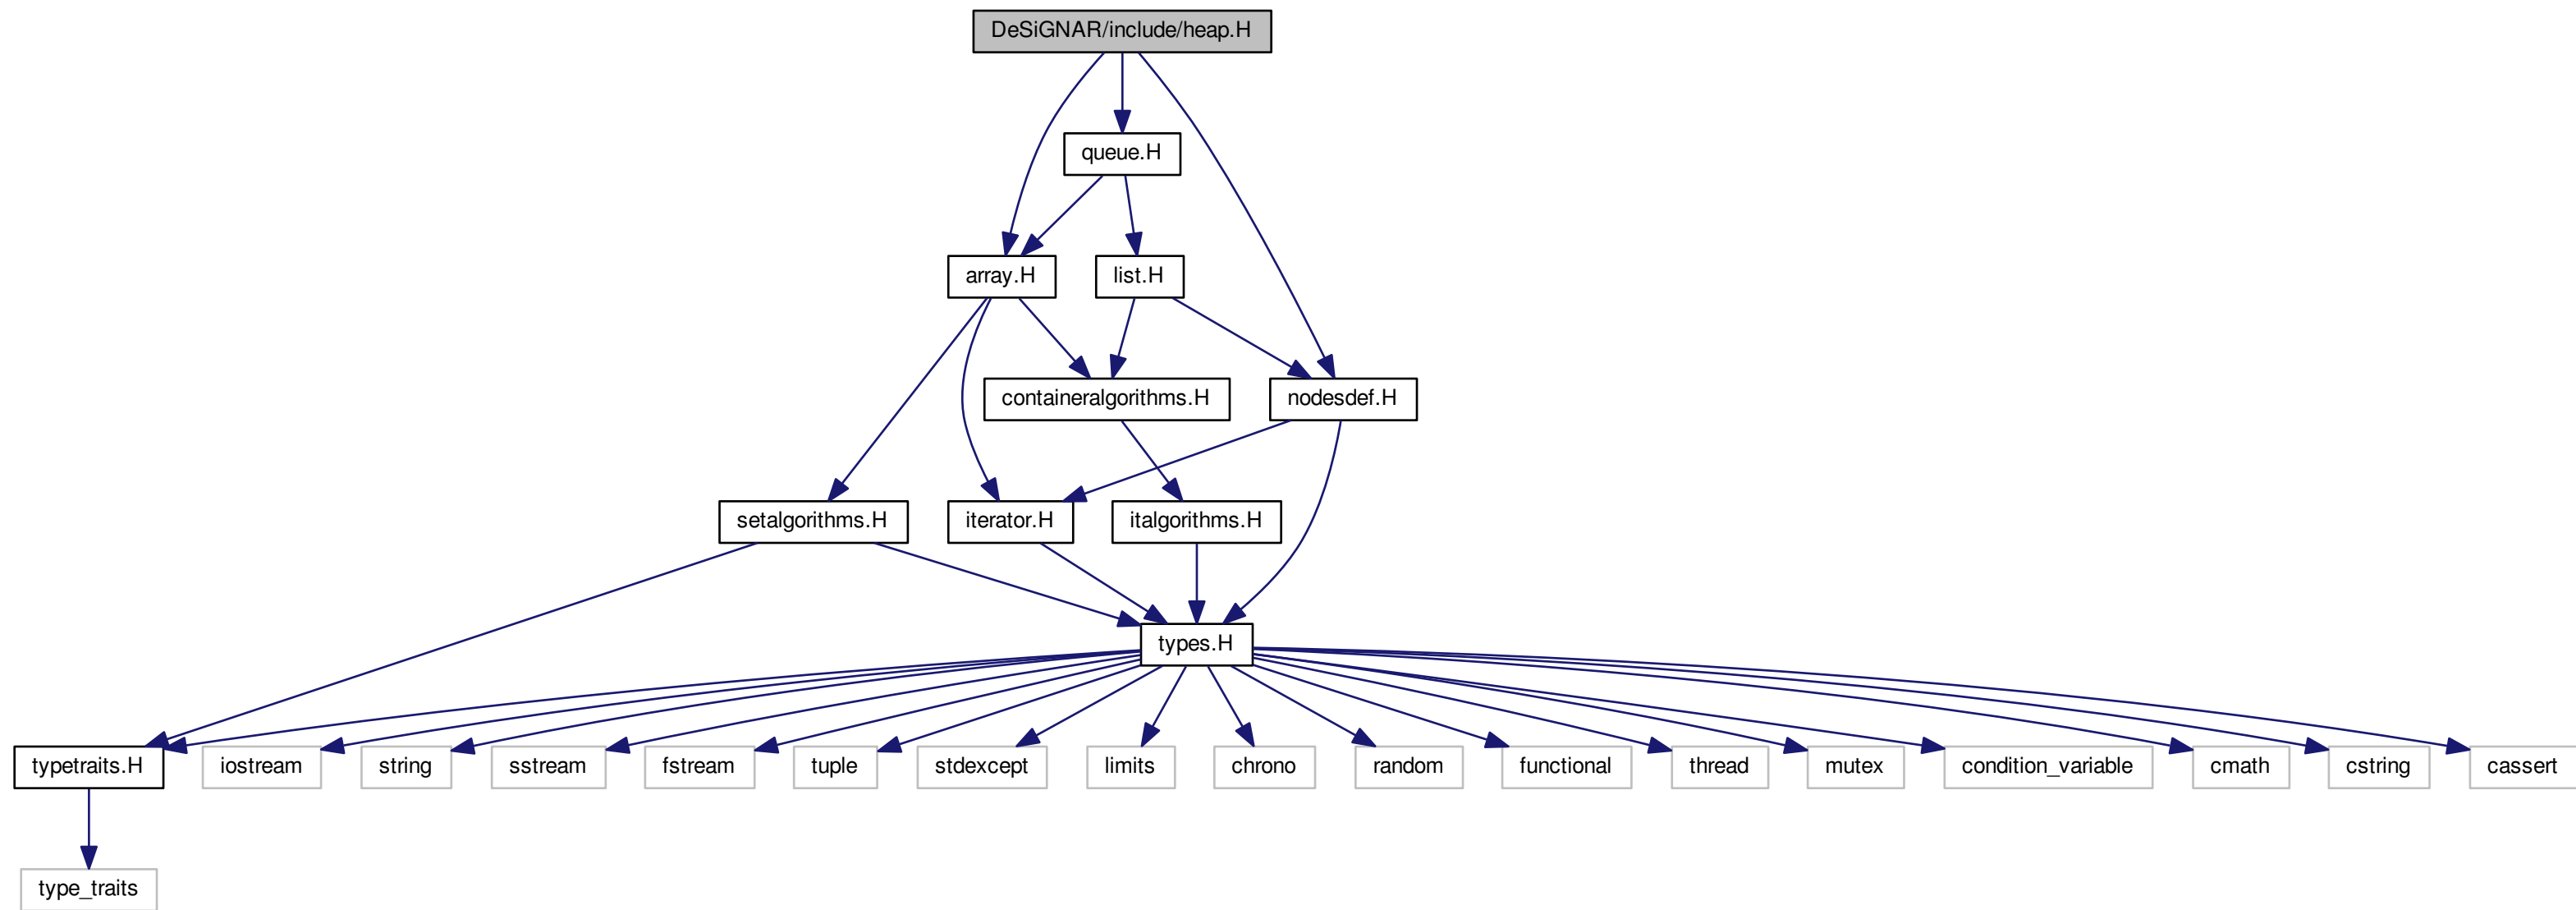 DeSiGNAR/include/heap.H
queue.H
array.H
list.H
containeralgorithms.H
nodesdef.H
setalgorithms.H
iterator.H
italgorithms.H
types.H
typetraits.H
iostream
string
sstream
fstream
tuple
stdexcept
limits
chrono
random
functional
thread
mutex
condition_variable
cmath
cstring
cassert
type_traits